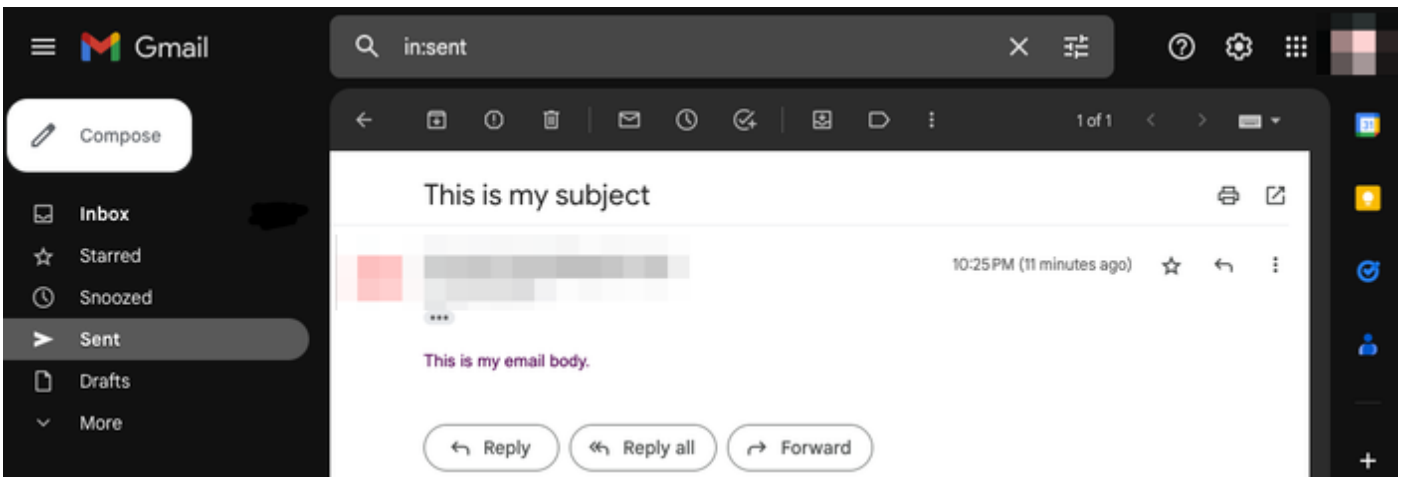 Gmail
in:sent
Compose
1 of 1
31
This is my subject
Inbox
Starred
10:25 PM (11 minutes ago)
Snoozed
Sent
This is my email body.
Drafts
More
Reply
Reply all
Forward